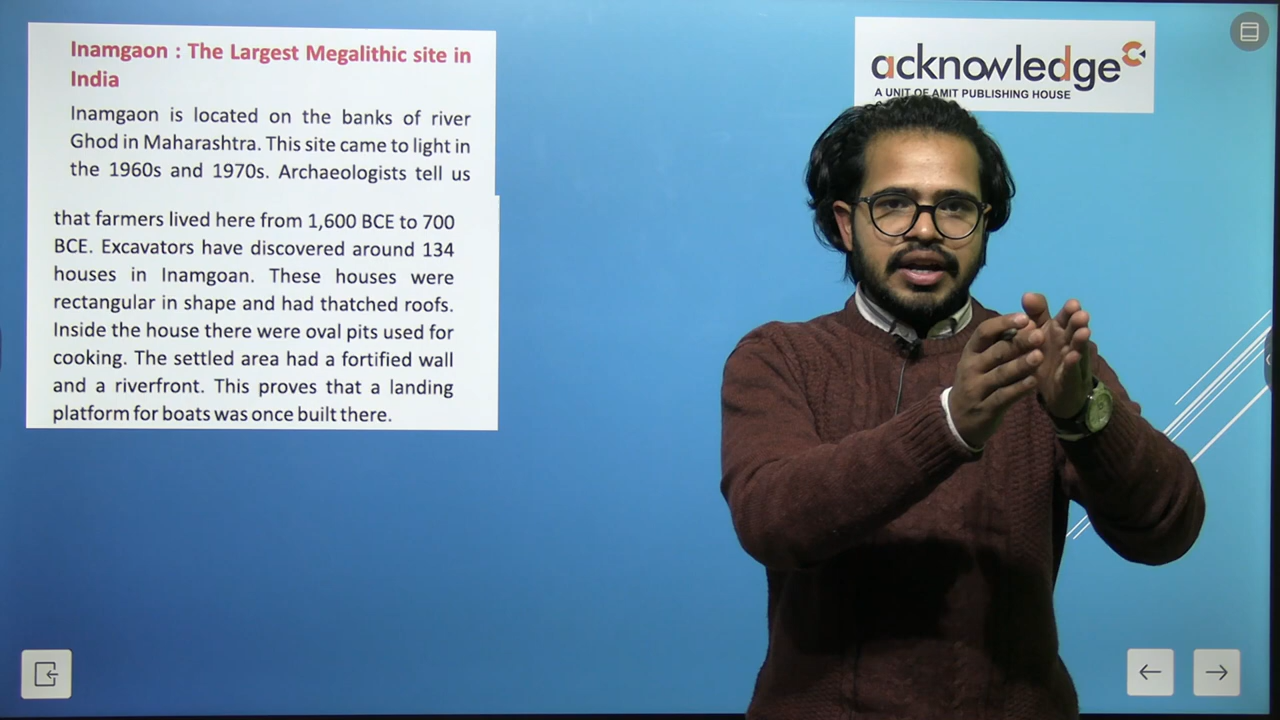 Inamgaon : The Largest Megalithic site in
India
Inamgaon is located on the banks of river
Ghod in Maharashtra. This site came to light in
the 1960s and 1970s. Archaeologists tell us
that farmers lived here from 1,600 BCE to 700
BCE. Excavators have discovered around 134
houses in Inamgoan. These houses were
rectangular in shape and had thatched roofs.
Inside the house there were oval pits used for
cooking. The settled area had a fortified wall
and a riverfront. This proves that a landing
platform for boats was once built there.
acknowledge
A UNIT OF AMIT PUBLISHING HOUSE